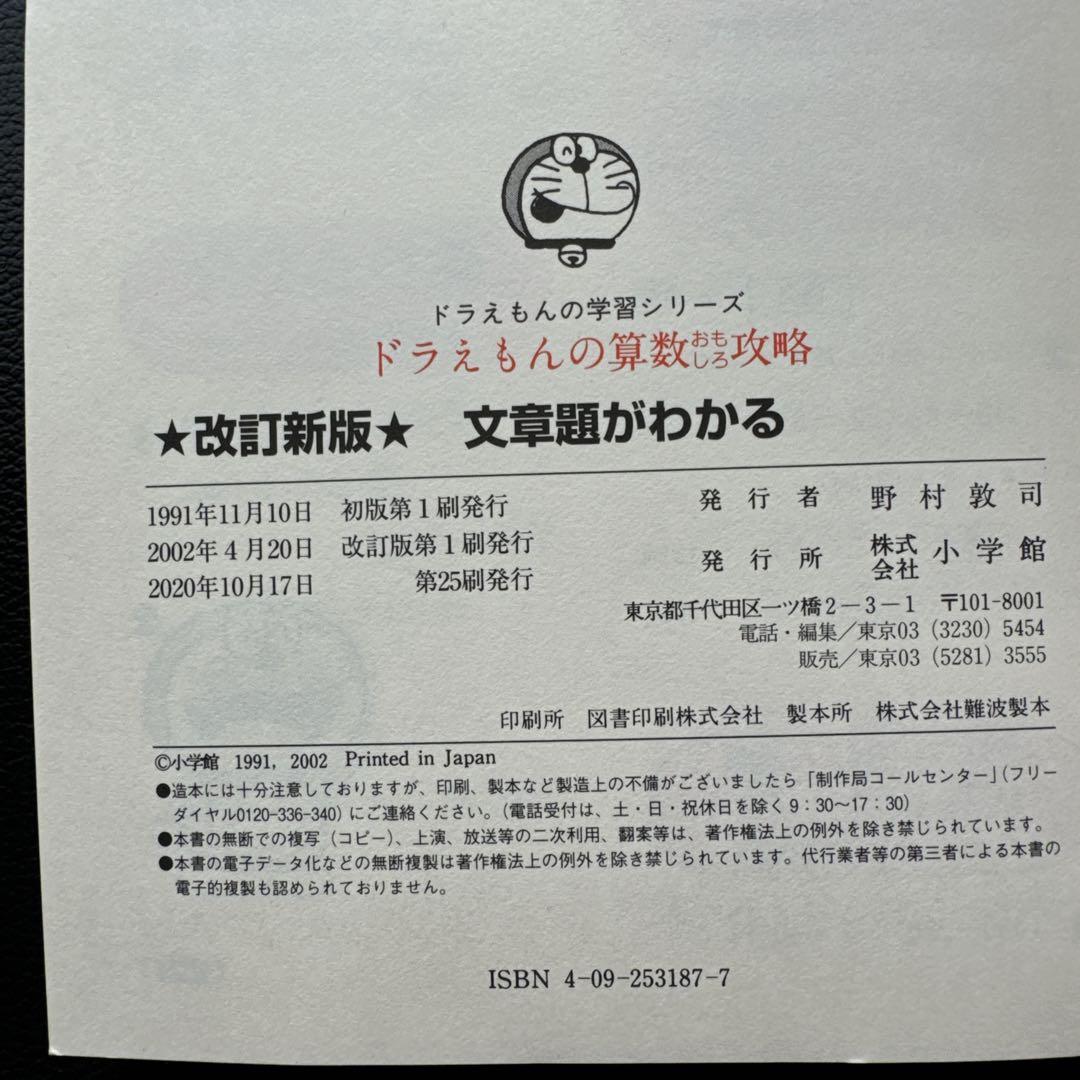 ドラえもんの学習シリーズ
ドラえもんの算数おもしろ攻略
★改訂新版★ 文章題がわかる
1991年11月10日 初版第1刷発行
2002年4月20日 改訂版第1刷発行
2020年10月17日 第25刷発行
発行者 野村敦司
発行所 株式会社 小学館
東京都千代田区一ツ橋2-3-1 〒101-8001
電話・編集/東京03(3230)5454
販売/東京03(5281)3555
印刷所 図書印刷株式会社 製本所 株式会社難波製本
©小学館 1991, 2002 Printed in Japan
●造本には十分注意しておりますが、印刷、製本など製造上の不備がございましたら「制作局コールセンター」(フリー
ダイヤル0120-336-340)にご連絡ください。(電話受付は、土・日・祝休日を除く9:30〜17:30)
●本書の無断での複写(コピー)、上演、放送等の二次利用、翻案等は、著作権法上の例外を除き禁じられています。
●本書の電子データ化などの無断複製は著作権法上の例外を除き禁じられています。代行業者等の第三者による本書の
電子的複製も認められておりません。
ISBN 4-09-253187-7